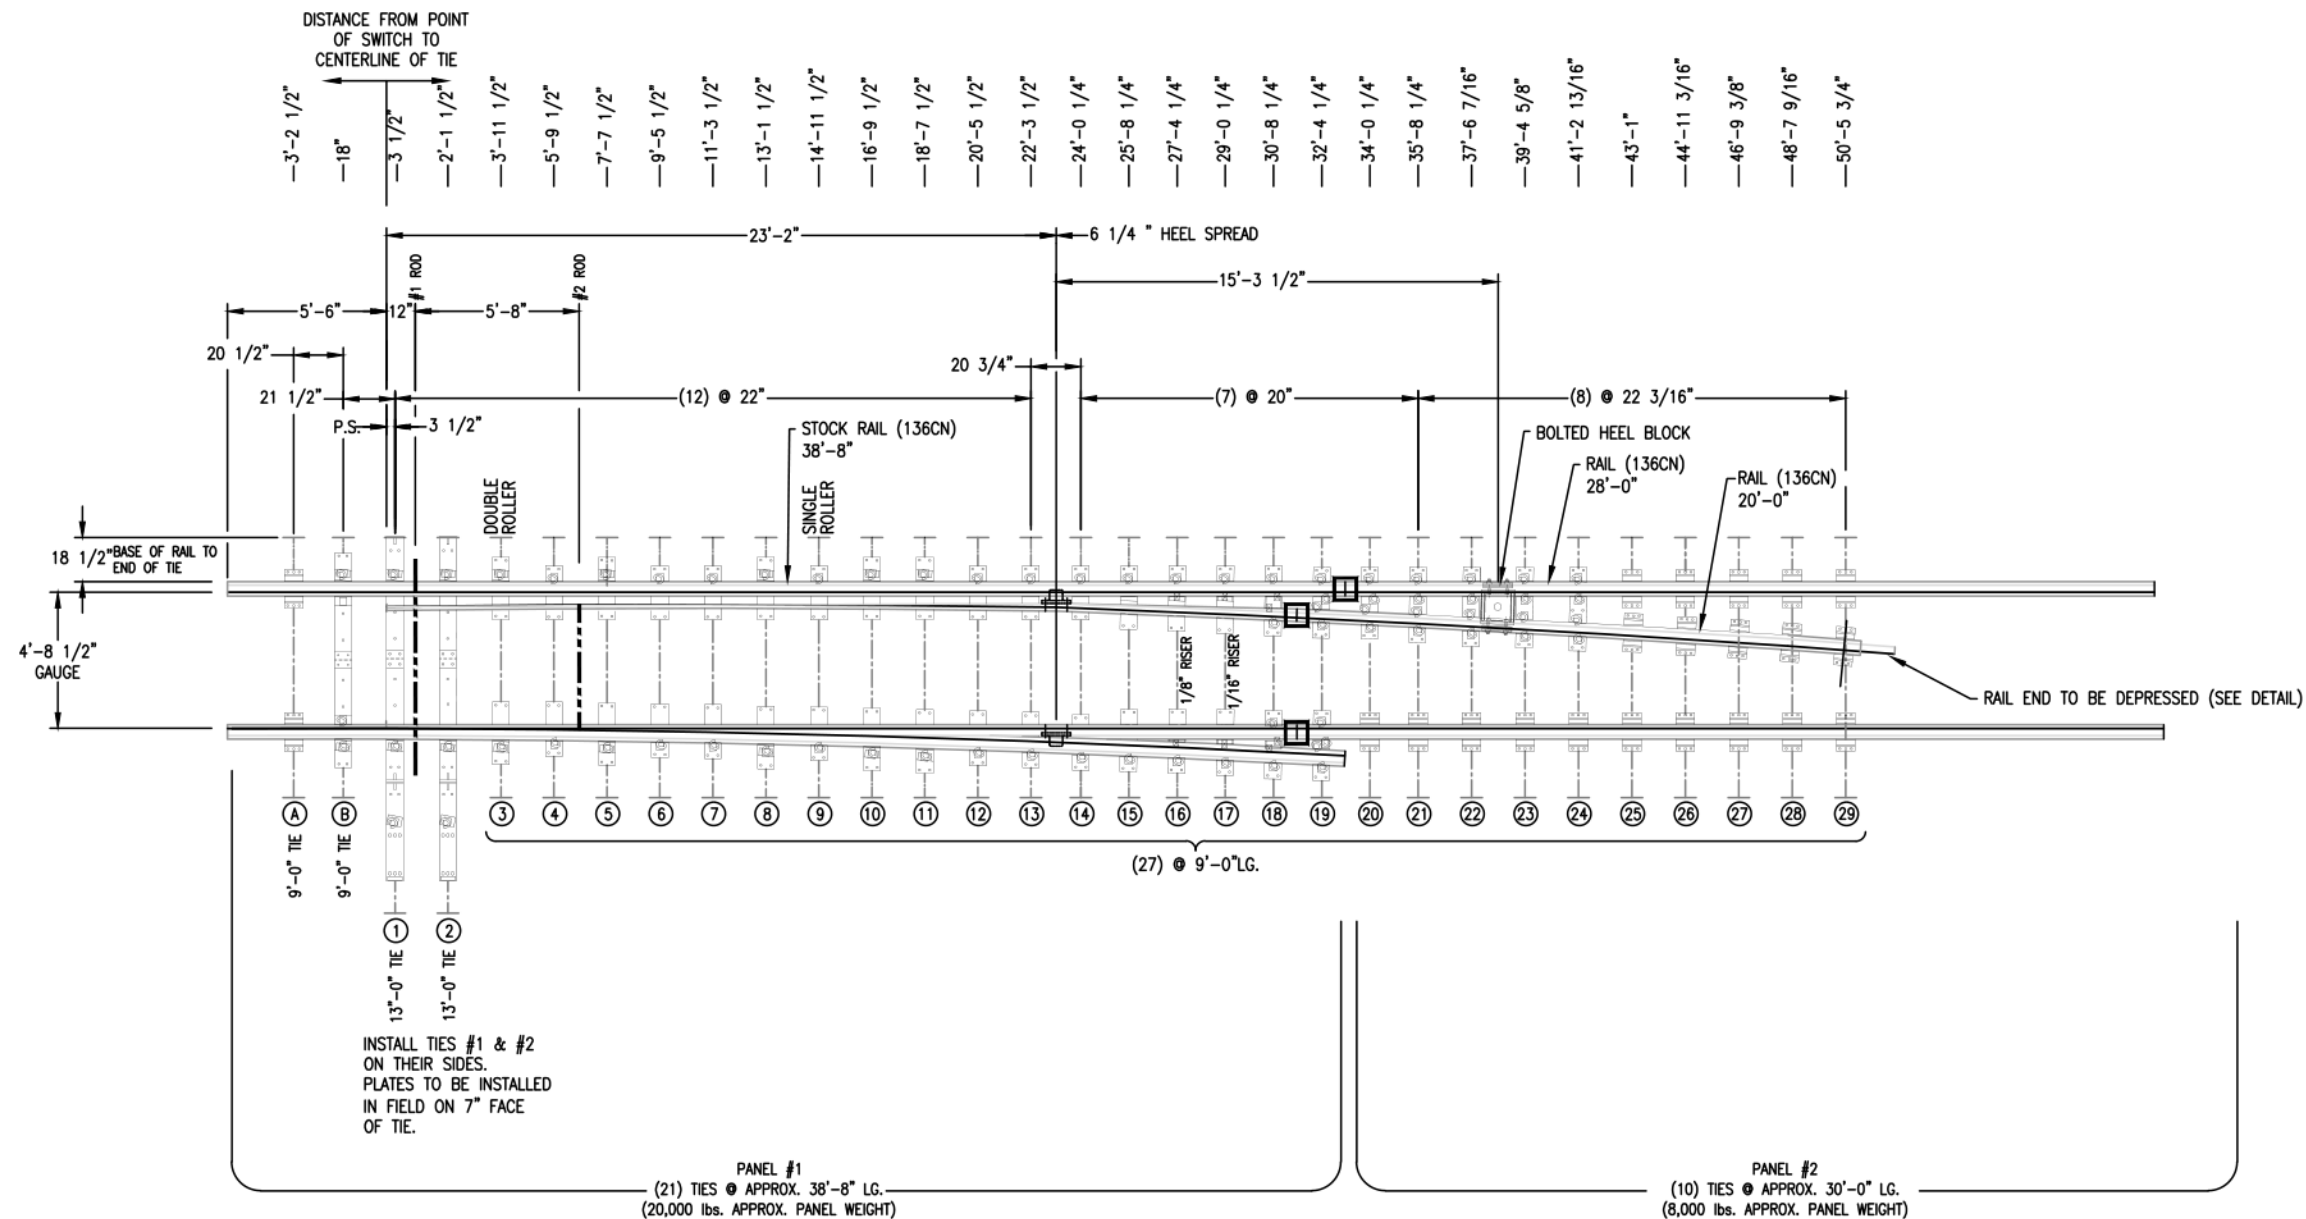 DISTANCE FROM POINT
OF SWITCH TO
CENTERLINE OF TIE
3'-2 1/2"
18"
3 1/2"
2'-1 1/2"
3'-11 1/2"
5'-9 1/2"
7'-7 1/2"
9'-5 1/2"
11'-3 1/2"
13'-1 1/2"
14'-11 1/2"
16'-9 1/2"
18'-7 1/2"
20'-5 1/2"
22'-3 1/2"
24'-0 1/4"
25'-8 1/4"
27'-4 1/4"
29'-0 1/4"
30'-8 1/4"
32'-4 1/4"
34'-0 1/4"
35'-8 1/4"
37'-6 7/16"
39'-4 5/8"
41'-2 13/16"
43'-1"
44'-11 3/16"
46'-9 3/8"
48'-7 9/16"
50'-5 3/4"
23'-2"
6 1/4 " HEEL SPREAD
15'-3 1/2"
#1 ROD
#2 ROD
5'-6"
12"
5'-8"
20 1/2"
20 3/4"
21 1/2"
(12) @ 22"
(7) @ 20"
(8) @ 22 3/16"
P.S.
3 1/2"
STOCK RAIL (136CN)
38'-8"
BOLTED HEEL BLOCK
RAIL (136CN)
28'-0"
RAIL (136CN)
20'-0"
DOUBLE
ROLLER
SINGLE
ROLLER
18 1/2"
BASE OF RAIL TO
END OF TIE
4'-8 1/2"
GAUGE
1/8" RISER
1/16" RISER
RAIL END TO BE DEPRESSED (SEE DETAIL)
A
B
3
4
5
6
7
8
9
10
11
12
13
14
15
16
17
18
19
20
21
22
23
24
25
26
27
28
29
(27) @ 9'-0"LG.
9'-0" TIE
9'-0" TIE
1
2
13"-0" TIE
13'-0" TIE
INSTALL TIES #1 & #2
ON THEIR SIDES.
PLATES TO BE INSTALLED
IN FIELD ON 7" FACE
OF TIE.
PANEL #1
(21) TIES @ APPROX. 38'-8" LG.
(20,000 lbs. APPROX. PANEL WEIGHT)
PANEL #2
(10) TIES @ APPROX. 30'-0" LG.
(8,000 lbs. APPROX. PANEL WEIGHT)